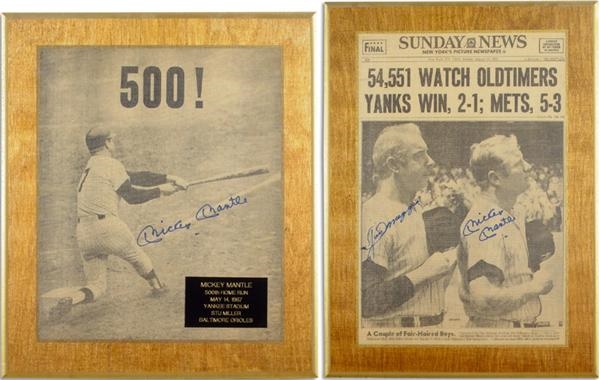 500!
7
Mickey Mantle
MICKEY MANTLE
500th HOME RUN
MAY 14, 1967
YANKEE STADIUM
STU MILLER
BALTIMORE ORIOLES
FINAL
SUNDAY NEWS
NEW YORK'S PICTURE NEWSPAPER
54,551 WATCH OLDTIMERS
YANKS WIN, 2-1; METS, 5-3
Joe DiMaggio
Mickey Mantle
A Couple of Fair-Haired Boys.